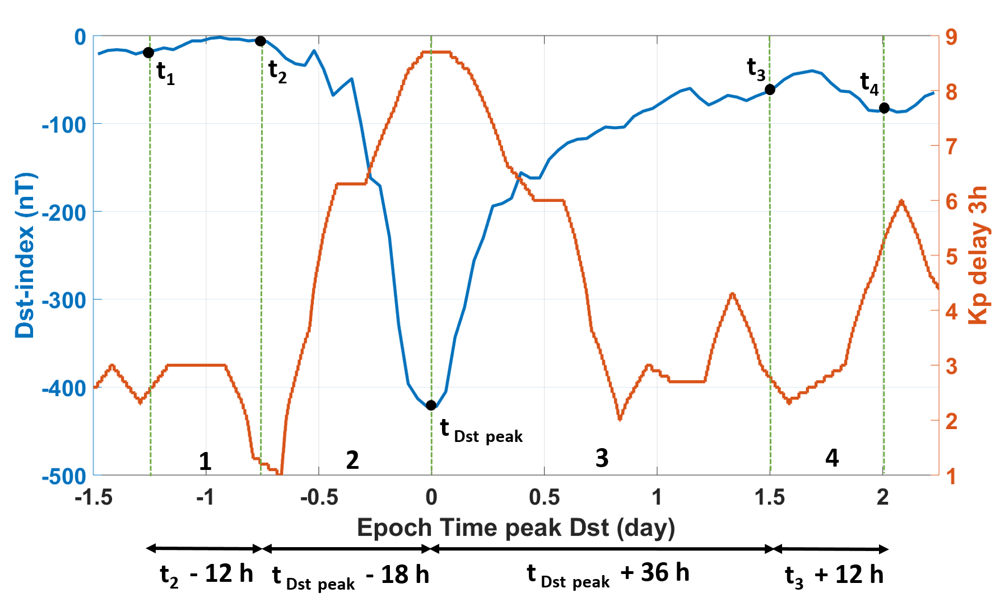 0
-100
-200
-300
-400
-500
Dst-index (nT)
9
8
7
6
5
4
3
2
1
Kp delay 3h
t1
t2
t3
t4
t Dst peak
1
2
3
4
-1.5 -1 -0.5 0 0.5 1 1.5 2
Epoch Time peak Dst (day)
t2 - 12 h
t Dst peak - 18 h
t Dst peak + 36 h
t3 + 12 h